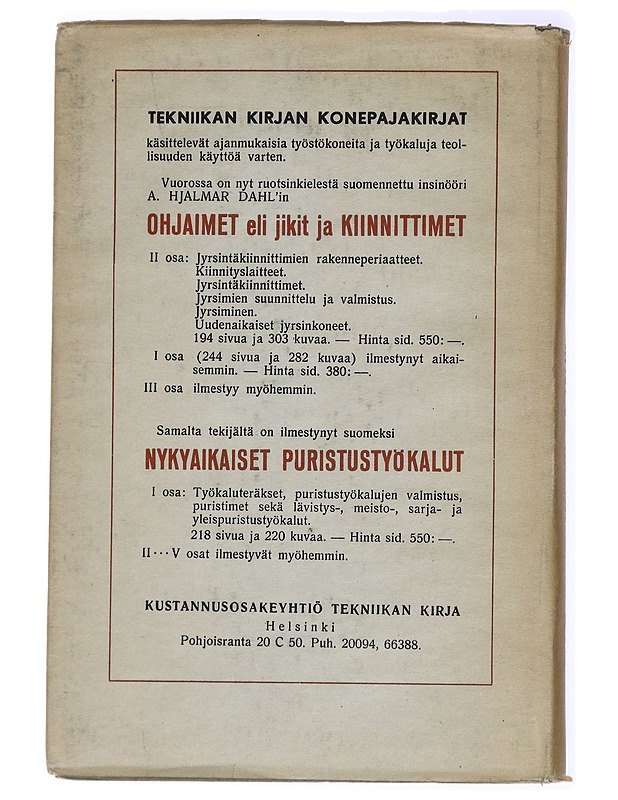 TEKNIIKAN KIRJAN KONEPAJAKIRJAT
käsittelevät ajanmukaisia työstökoneita ja työkaluja teol-
lisuuden käyttöä varten.
Vuorossa on nyt ruotsinkielestä suomennettu insinööri
A. HJALMAR DAHL'in
OHJAIMET eli jikit ja KIINNITTIMET
II osa: Jyrsintäkiinnittimien rakenneperiaatteet.
Kiinnityslaitteet.
Jyrsintäkiinnittimet.
Jyrsimien suunnittelu ja valmistus.
Jyrsiminen.
Uudenaikaiset jyrsinkoneet.
194 sivua ja 303 kuvaa. — Hinta sid. 550: —.
I osa (244 sivua ja 282 kuvaa) ilmestynyt aikai-
semmin. — Hinta sid. 380: —.
III osa ilmestyy myöhemmin.
Samalta tekijältä on ilmestynyt suomeksi
NYKYAIKAISET PURISTUSTYÖKALUT
I osa: Työkaluteräkset, puristustyökalujen valmistus,
puristimet sekä lävistys-, meisto-, sarja- ja
yleispuristustyökalut.
218 sivua ja 220 kuvaa. — Hinta sid. 550: —.
II···V osat ilmestyvät myöhemmin.
KUSTANNUSOSAKEYHTIÖ TEKNIIKAN KIRJA
Helsinki
Pohjoisranta 20 C 50. Puh. 20094, 66388.